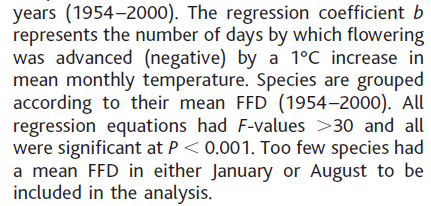 years (1954–2000). The regression coefficient b
represents the number of days by which flowering
was advanced (negative) by a 1°C increase in
mean monthly temperature. Species are grouped
according to their mean FFD (1954–2000). All
regression equations had F-values >30 and all
were significant at P < 0.001. Too few species had
a mean FFD in either January or August to be
included in the analysis.